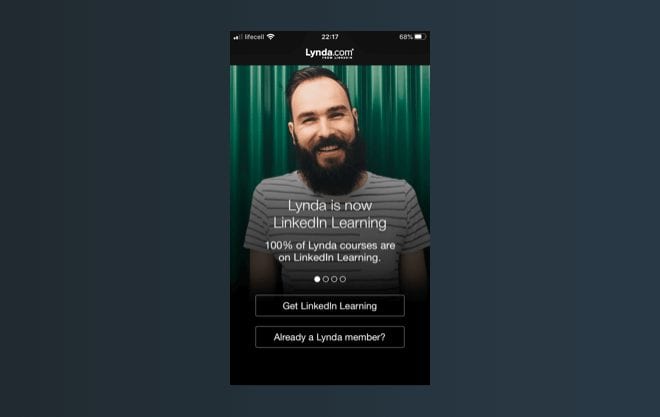 lifecell 22:17 68%
Lynda.com®
FROM LINKEDIN
Lynda is now
LinkedIn Learning
100% of Lynda courses are
on LinkedIn Learning.
Get LinkedIn Learning
Already a Lynda member?